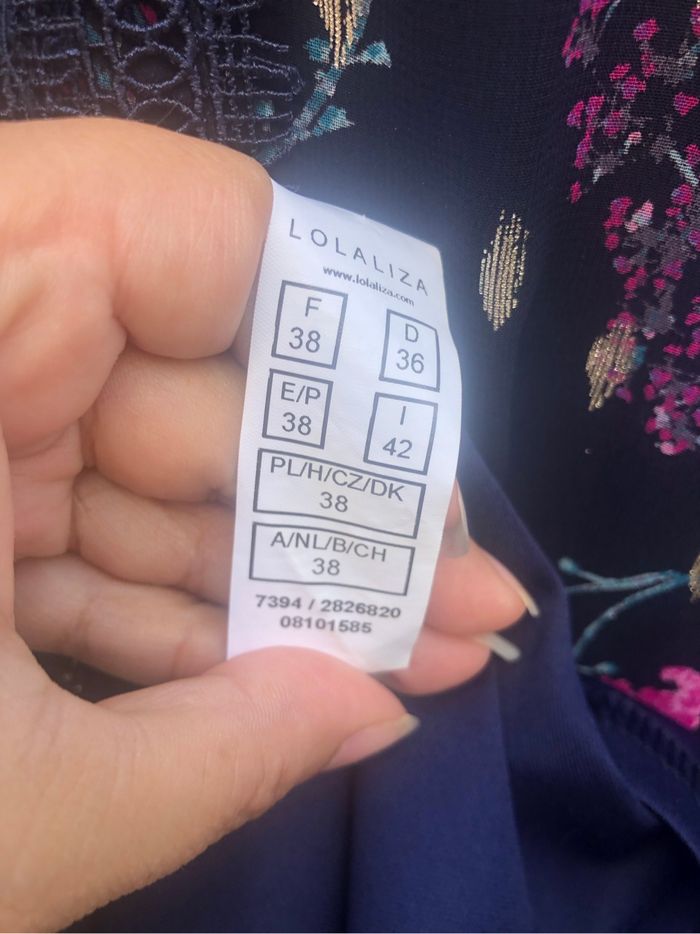 LOLALIZA
www.lolaliza.com
F
38
D
36
E/P
38
I
42
PL/H/CZ/DK
38
A/NL/B/CH
38
7394 / 2826820
08101585